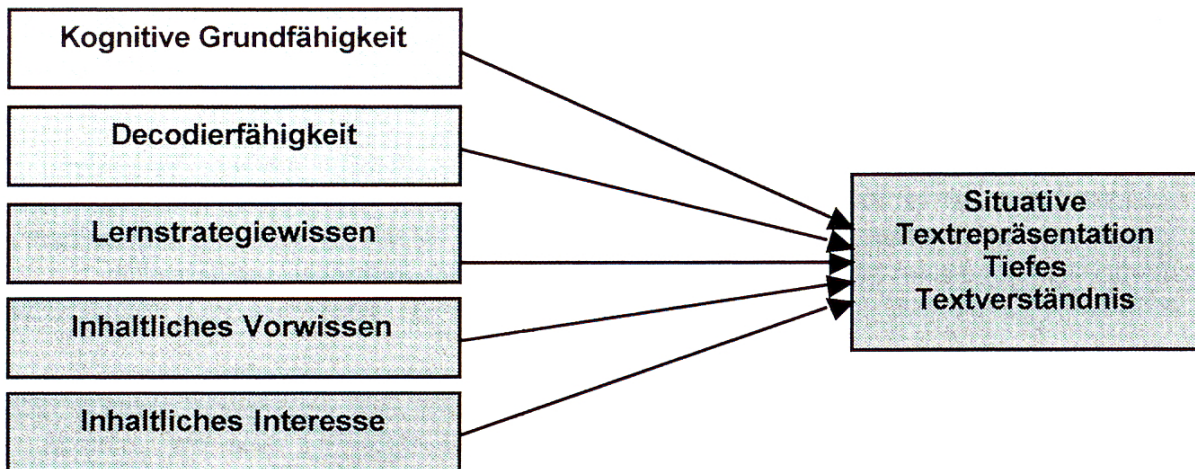 Kognitive Grundfähigkeit
Decodierfähigkeit
Lernstrategiewissen
Inhaltliches Vorwissen
Inhaltliches Interesse
Situative
Textrepräsentation
Tiefes
Textverständnis